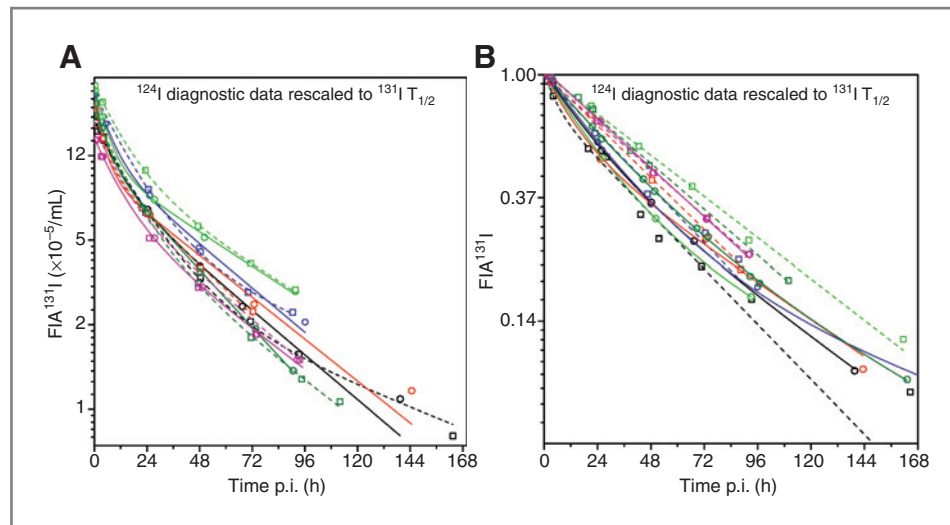 A
B
¹²⁴I diagnostic data rescaled to ¹³¹I T₁/₂
FIA¹³¹I (×10⁻⁵/mL)
12
5
2
1
0 24 48 72 96 120 144 168
Time p.i. (h)
¹²⁴I diagnostic data rescaled to ¹³¹I T₁/₂
FIA¹³¹I
1.00
0.37
0.14
0 24 48 72 96 120 144 168
Time p.i. (h)